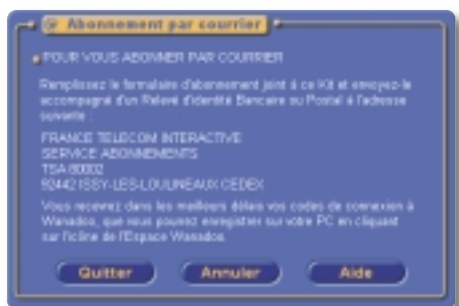 @ Abonnement par courrier
POUR VOUS ABONNER PAR COURRIER
Remplissez le formulaire d'abonnement joint à ce Kit et envoyez-le
accompagné d'un Relevé d'Identité Bancaire ou Postal à l'adresse
suivante :
FRANCE TELECOM INTERACTIVE
SERVICE ABONNEMENTS
TSA 80002
92442 ISSY-LES-LOULINEAUX CEDEX
Vous recevrez dans les meilleurs délais vos codes de connexion à
Wanadoo, que vous pourrez enregistrer sur votre PC en cliquant
sur l'icône de l'Espace Wanadoo.
Quitter Annuler Aide